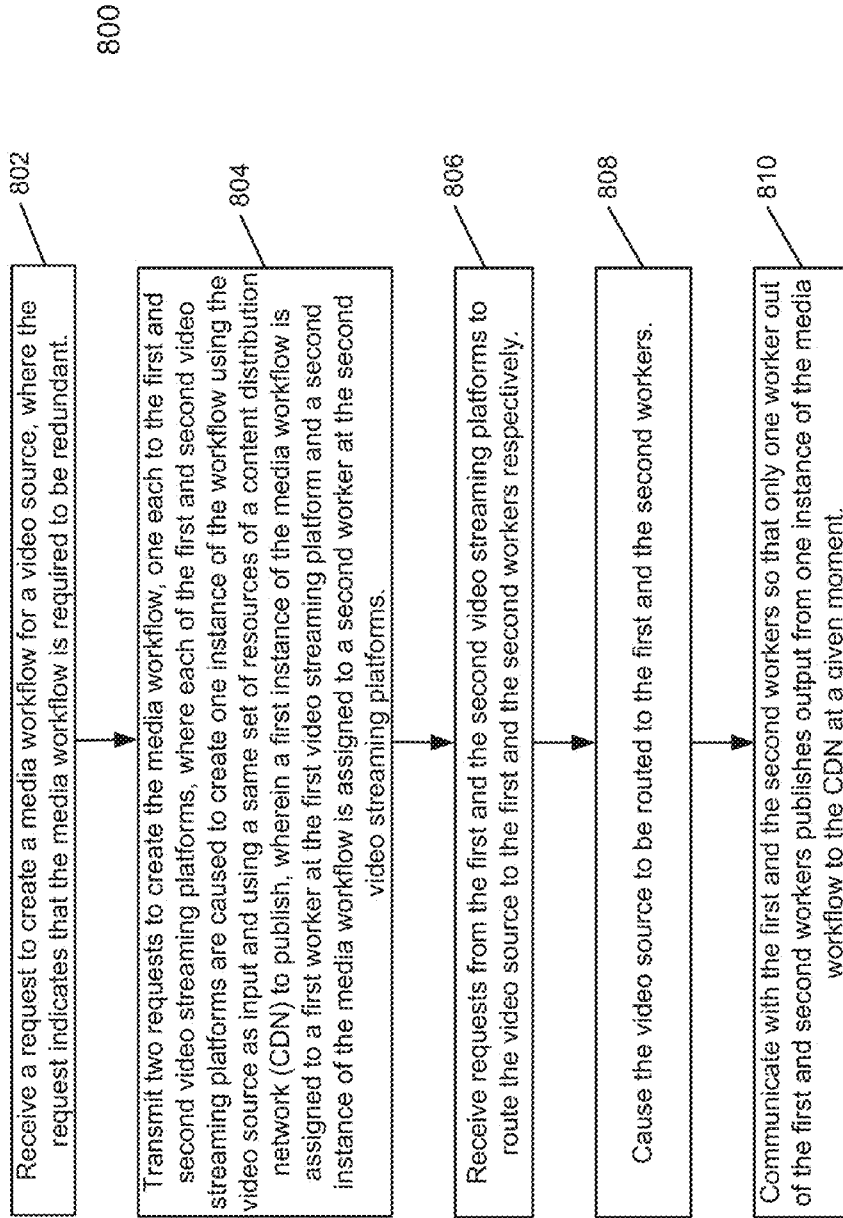 800
802
Receive a request to create a media workflow for a video source, where the
request indicates that the media workflow is required to be redundant.
804
Transmit two requests to create the media workflow, one each to the first and
second video streaming platforms, where each of the first and second video
streaming platforms are caused to create one instance of the workflow using the
video source as input and using a same set of resources of a content distribution
network (CDN) to publish, wherein a first instance of the media workflow is
assigned to a first worker at the first video streaming platform and a second
instance of the media workflow is assigned to a second worker at the second
video streaming platforms.
806
Receive requests from the first and the second video streaming platforms to
route the video source to the first and the second workers respectively.
808
Cause the video source to be routed to the first and the second workers.
810
Communicate with the first and the second workers so that only one worker out
of the first and second workers publishes output from one instance of the media
workflow to the CDN at a given moment.